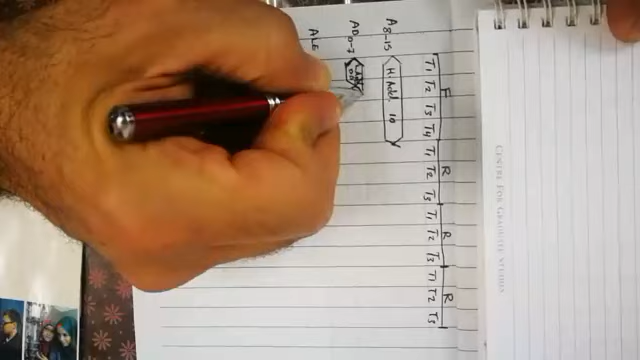 F R R R
T1 T2 T3 T4 T1 T2 T3 T1 T2 T3 T1 T2 T3
A8-15 Hi Add. 10
AD0-7
ALE
CENTRE FOR GRADUATE STUDIES